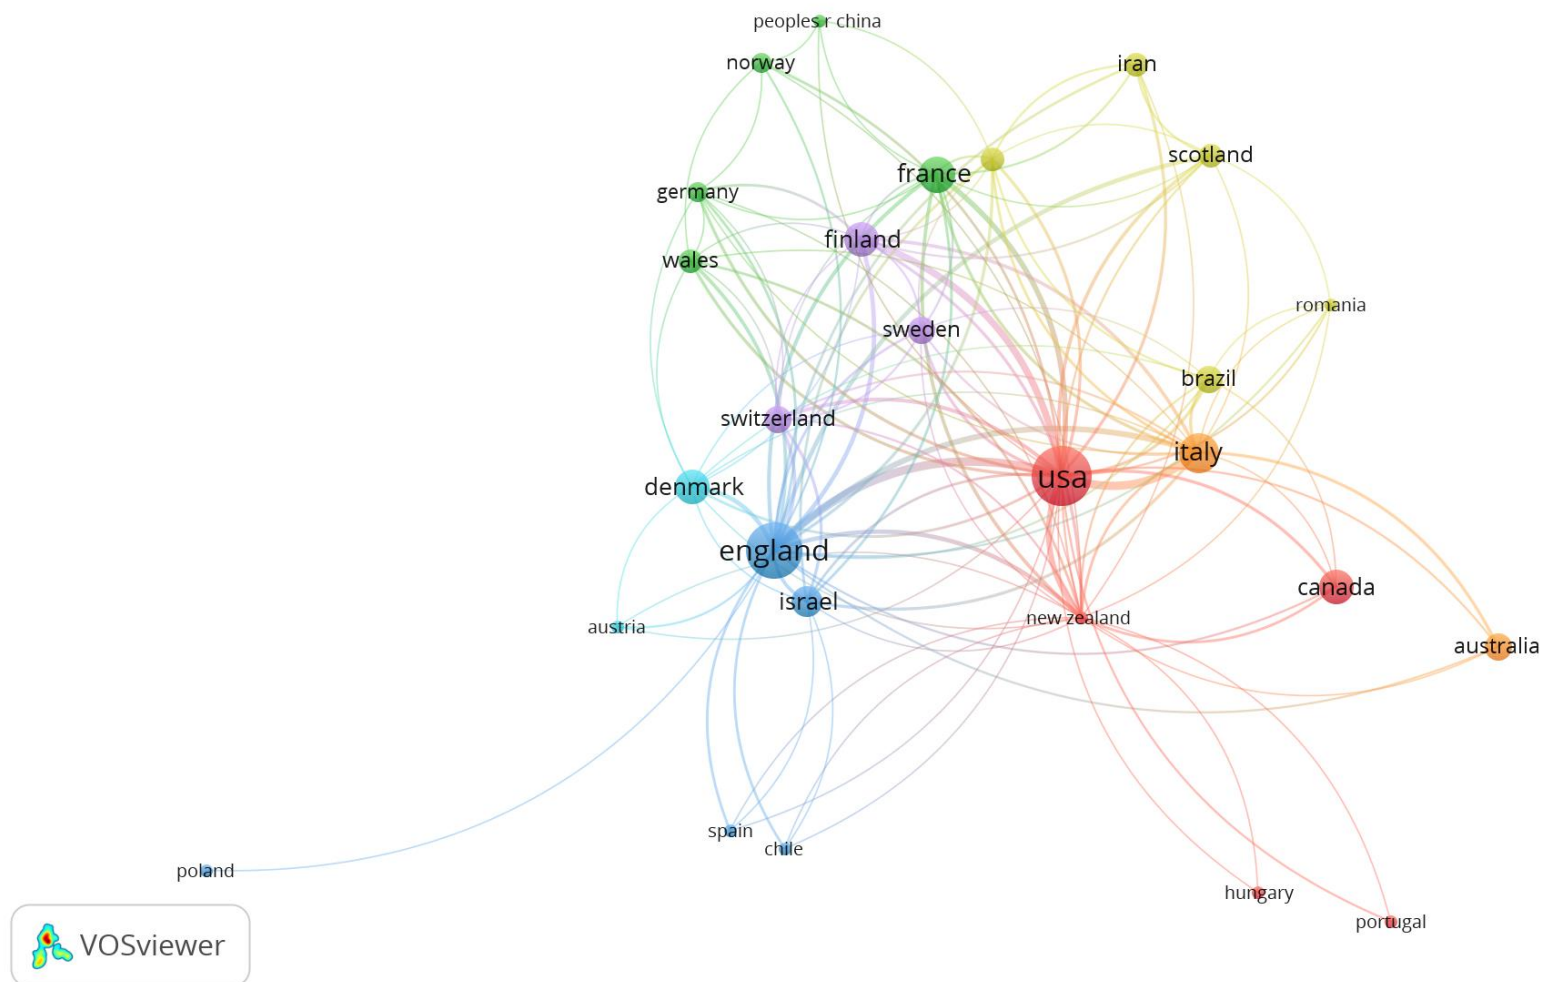 peoples r china
norway
iran
scotland
france
germany
finland
wales
romania
sweden
brazil
switzerland
italy
usa
denmark
england
canada
israel
new zealand
austria
australia
spain
chile
poland
hungary
portugal
VOSviewer